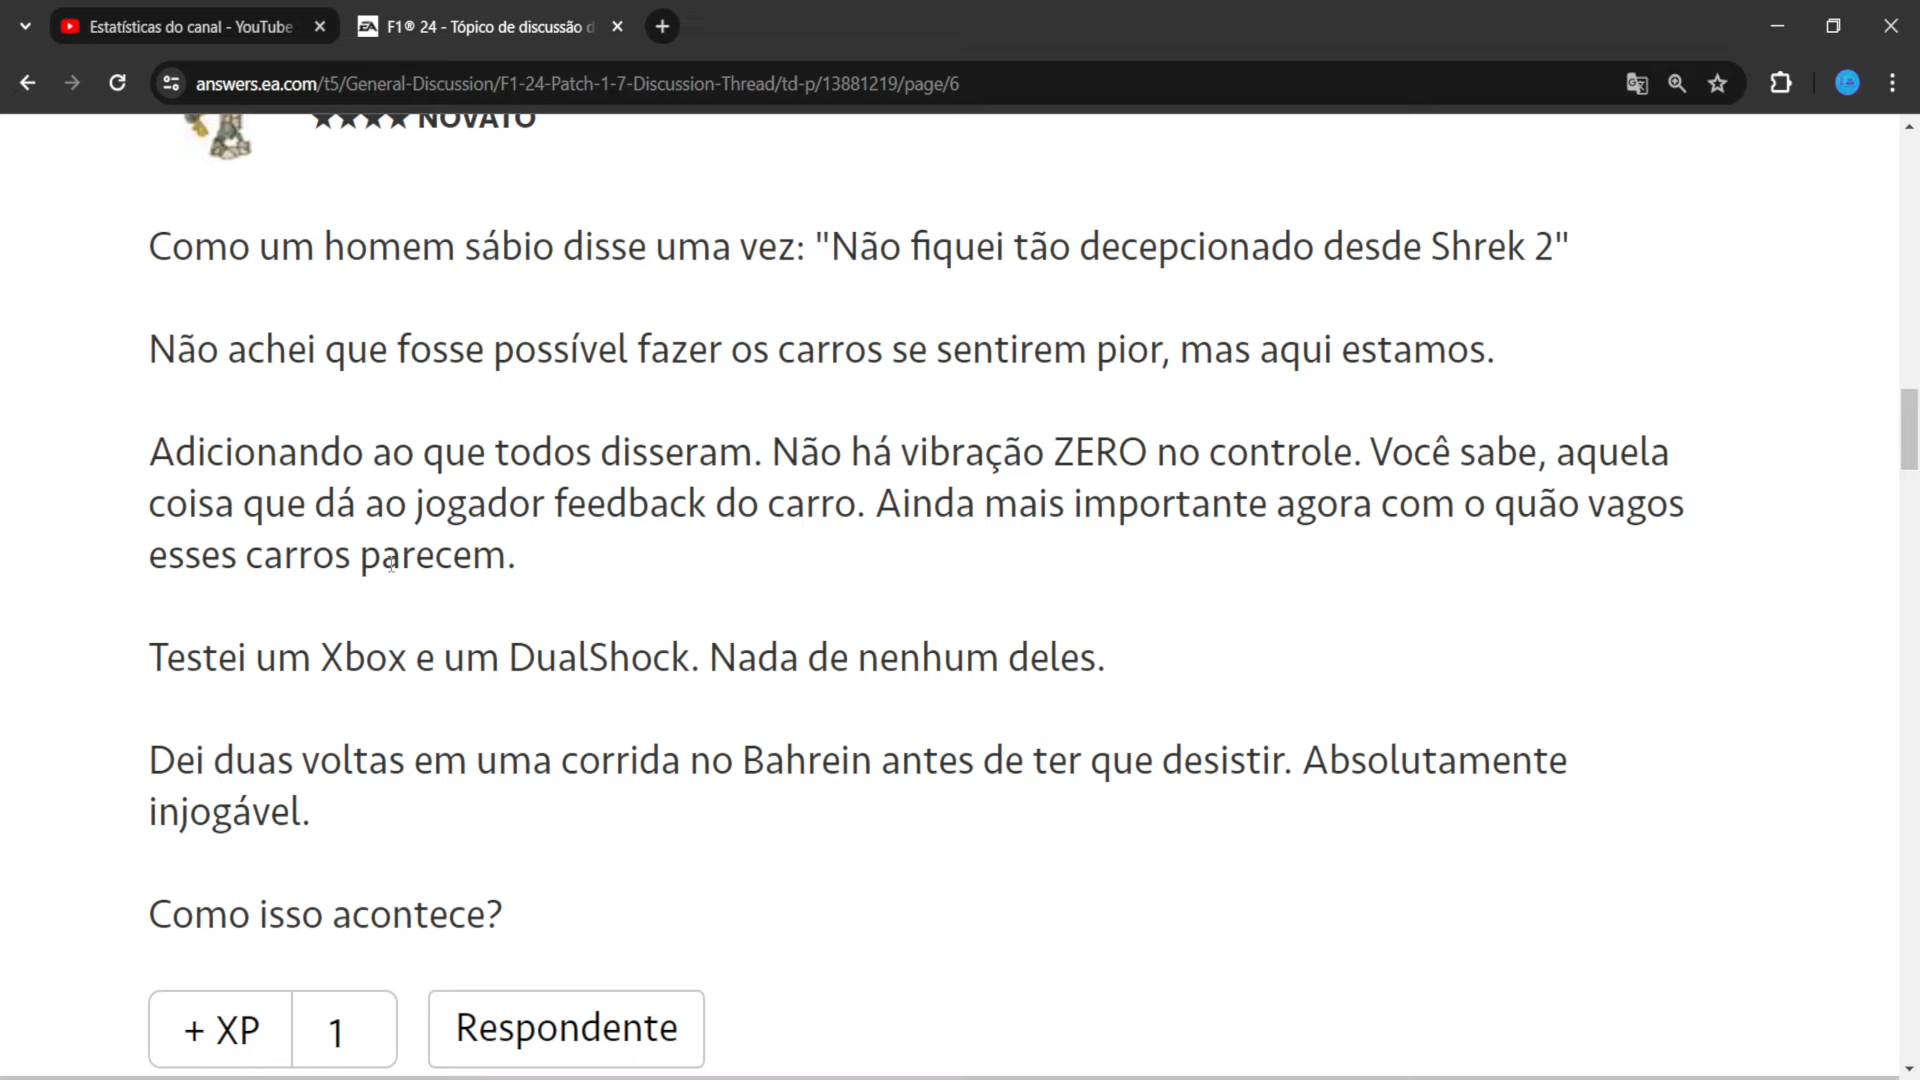 Estatísticas do canal - YouTube
F1® 24 - Tópico de discussão d
answers.ea.com/t5/General-Discussion/F1-24-Patch-1-7-Discussion-Thread/td-p/13881219/page/6
★★★★ NOVATO
Como um homem sábio disse uma vez: "Não fiquei tão decepcionado desde Shrek 2"
Não achei que fosse possível fazer os carros se sentirem pior, mas aqui estamos.
Adicionando ao que todos disseram. Não há vibração ZERO no controle. Você sabe, aquela
coisa que dá ao jogador feedback do carro. Ainda mais importante agora com o quão vagos
esses carros parecem.
Testei um Xbox e um DualShock. Nada de nenhum deles.
Dei duas voltas em uma corrida no Bahrein antes de ter que desistir. Absolutamente
injogável.
Como isso acontece?
+ XP 1 Respondente